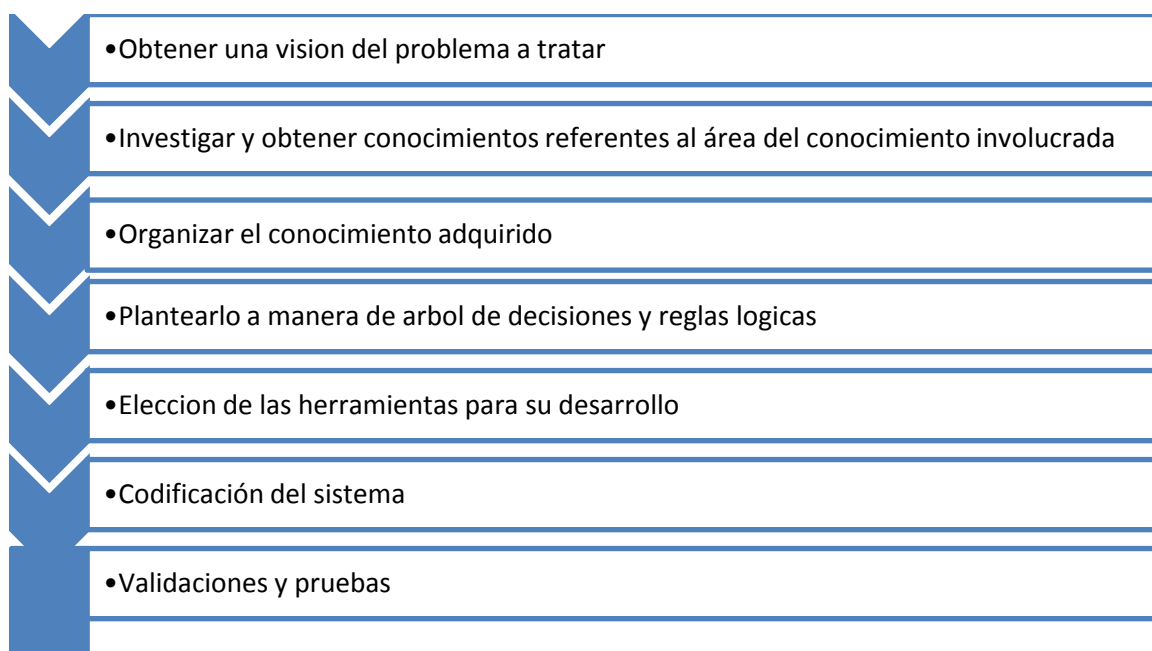 •Obtener una vision del problema a tratar
•Investigar y obtener conocimientos referentes al área del conocimiento involucrada
•Organizar el conocimiento adquirido
•Plantearlo a manera de arbol de decisiones y reglas logicas
•Eleccion de las herramientas para su desarrollo
•Codificación del sistema
•Validaciones y pruebas